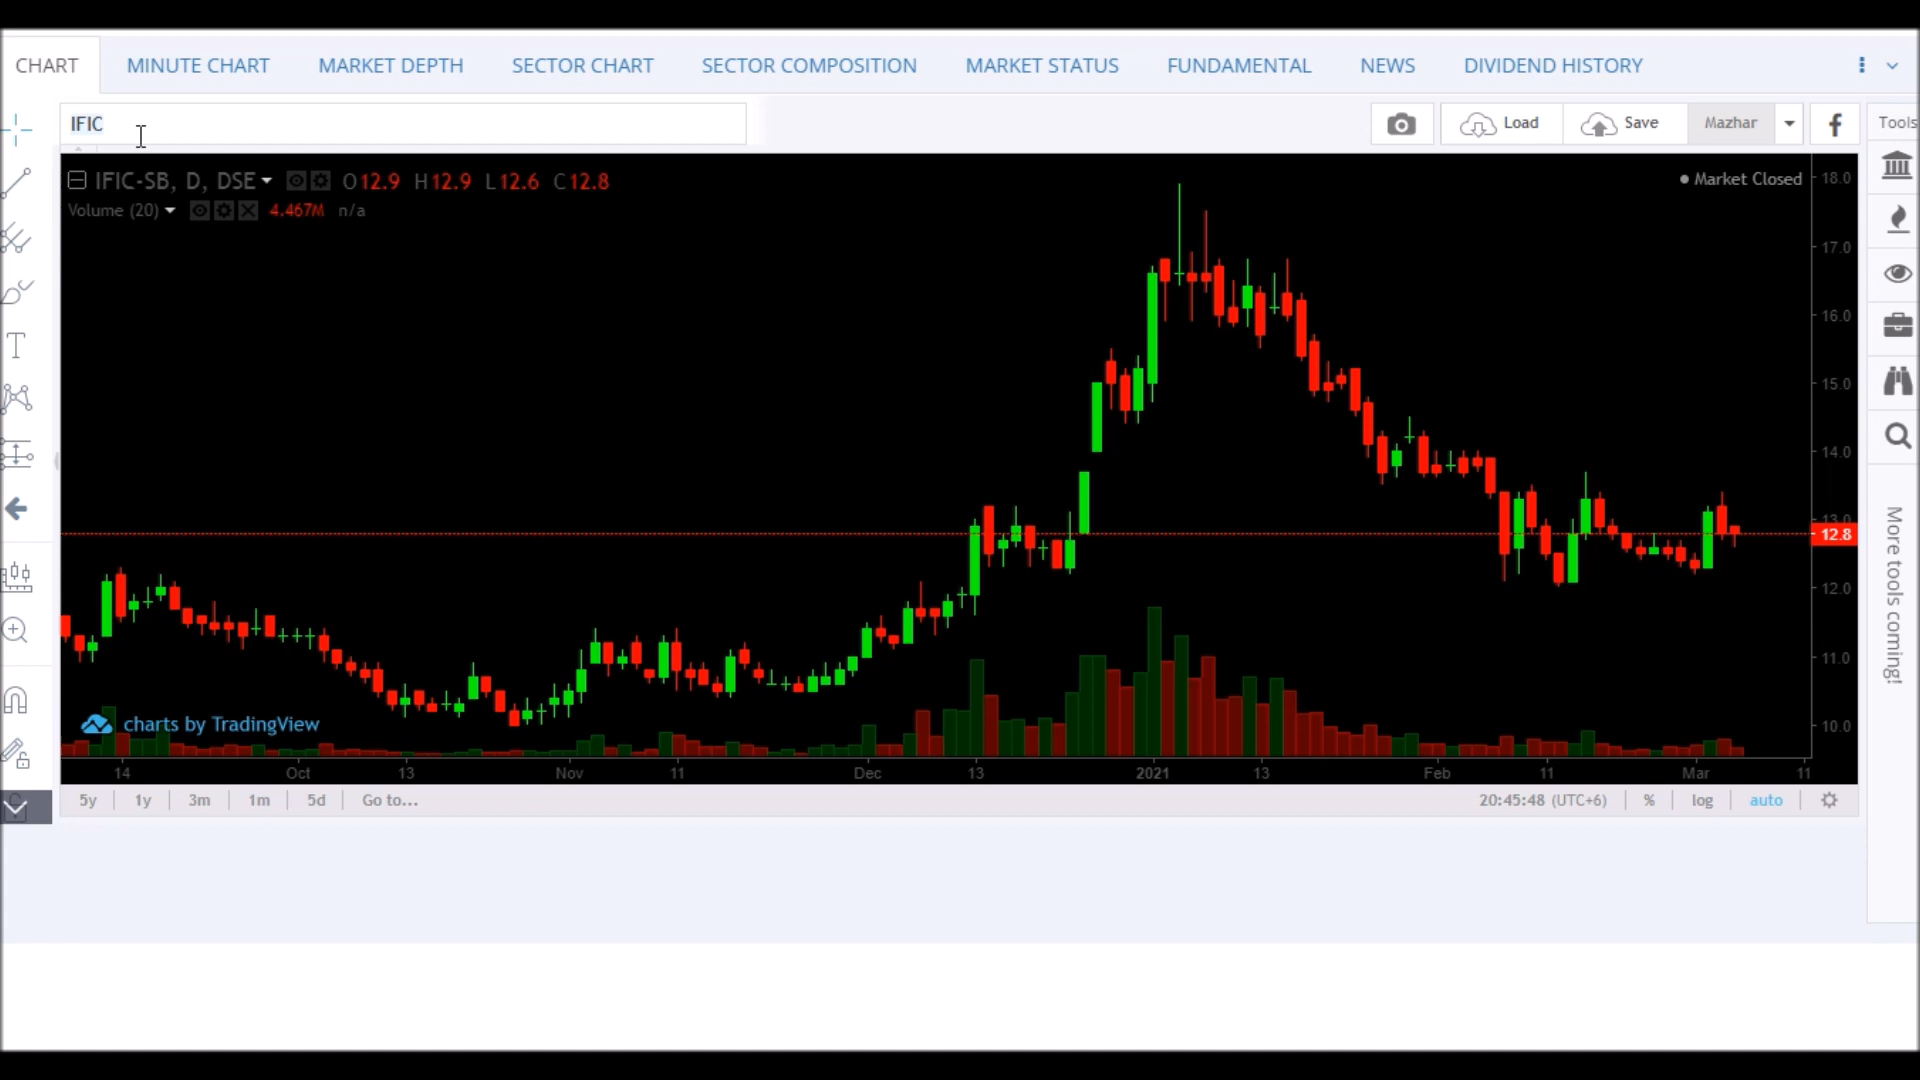 CHART MINUTE CHART MARKET DEPTH SECTOR CHART SECTOR COMPOSITION MARKET STATUS FUNDAMENTAL NEWS DIVIDEND HISTORY
IFIC Load Save Mazhar f Tools
IFIC-SB, D, DSE O12.9 H12.9 L12.6 C12.8 Market Closed
Volume (20) 4.467M n/a
18.0
17.0
16.0
15.0
14.0
13.0
12.8
12.0
11.0
10.0
More tools coming!
charts by TradingView
14 Oct 13 Nov 11 Dec 13 2021 13 Feb 11 Mar 11
5y 1y 3m 1m 5d Go to... 20:45:48 (UTC+6) % log auto